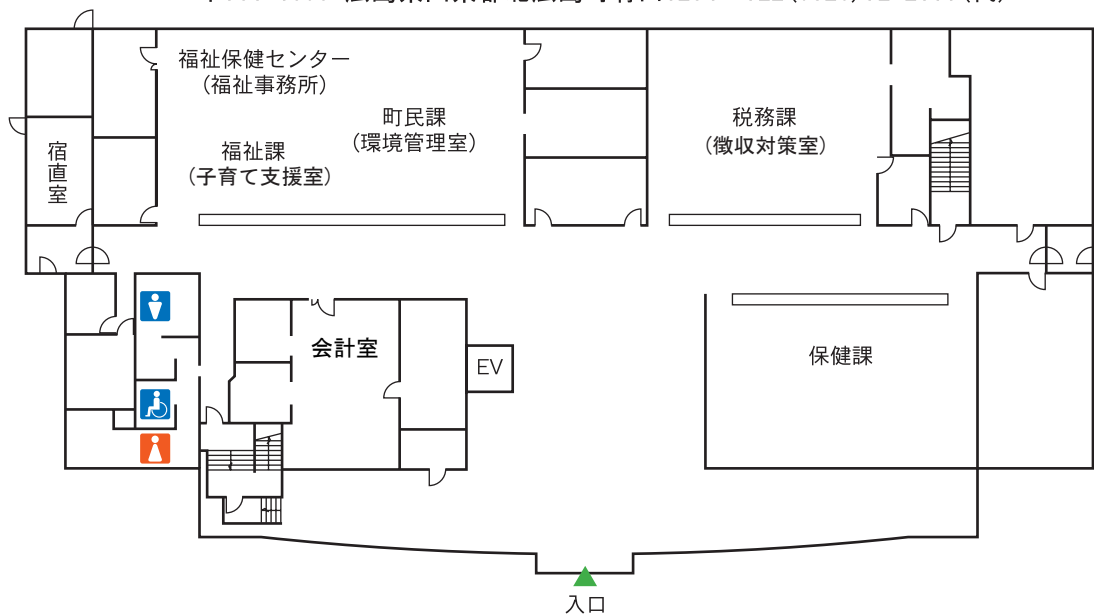 福祉保健センター
(福祉事務所)
町民課
(環境管理室)
税務課
(徴収対策室)
福祉課
(子育て支援室)
宿直室
会計室
EV
保健課
入口